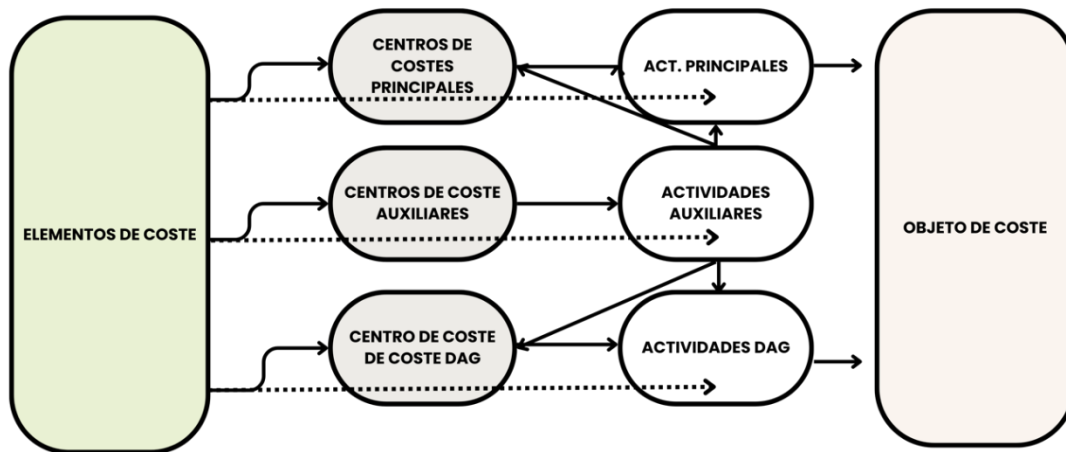 ELEMENTOS DE COSTE
CENTROS DE
COSTES
PRINCIPALES
ACT. PRINCIPALES
CENTROS DE COSTE
AUXILIARES
ACTIVIDADES
AUXILIARES
CENTRO DE COSTE
DE COSTE DAG
ACTIVIDADES DAG
OBJETO DE COSTE